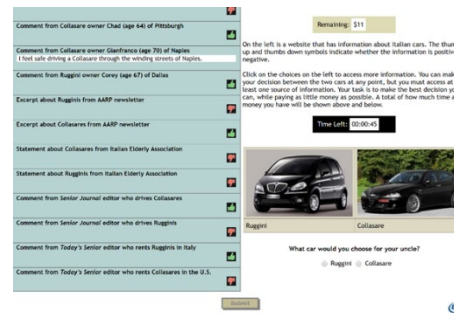 Comment from Collasare owner Chad (age 64) of Pittsburgh
Comment from Collasare owner Gianfranco (age 70) of Naples
I feel safe driving a Collasare through the winding streets of Naples.
Comment from Ruggini owner Corey (age 67) of Dallas
Excerpt about Rugginis from AARP newsletter
Excerpt about Collasares from AARP newsletter
Statement about Collasares from Italian Elderly Association
Statement about Rugginis from Italian Elderly Association
Comment from Senior Journal editor who drives Collasares
Comment from Senior Journal editor who drives Rugginis
Comment from Today's Senior editor who rents Rugginis in Italy
Comment from Today's Senior editor who rents Collasares in the U.S.
Remaining: $11
On the left is a website that has information about Italian cars. The thum
up and thumbs down symbols indicate whether the information is positive
negative.
Click on the choices on the left to access more information. You can mak
your decision between the two cars at any point, but you must access at
least one source of information. Your task is to make the best decision yo
can, while paying as little money as possible. A total of how much time a
money you have will be shown above and below.
Time Left: 00:00:45
Ruggini
Collasare
What car would you choose for your uncle?
Ruggini Collasare
Submit